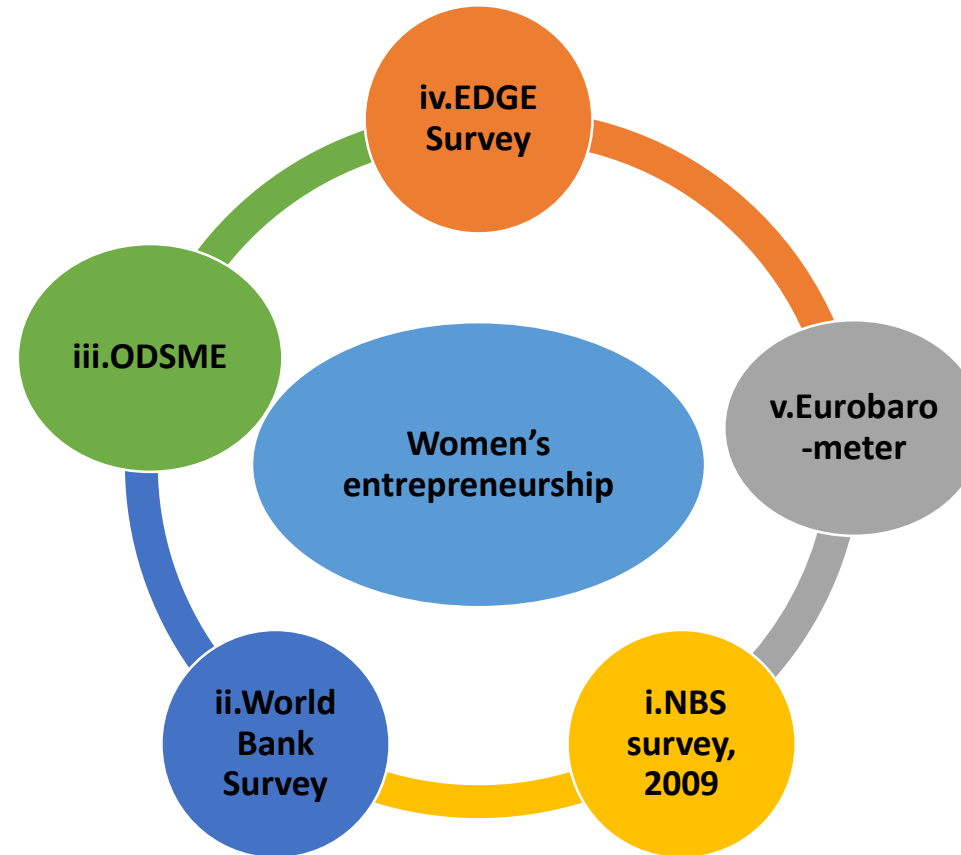 iv.EDGE
Survey
iii.ODSME
v.Eurobaro
-meter
Women’s
entrepreneurship
ii.World
Bank
Survey
i.NBS
survey,
2009